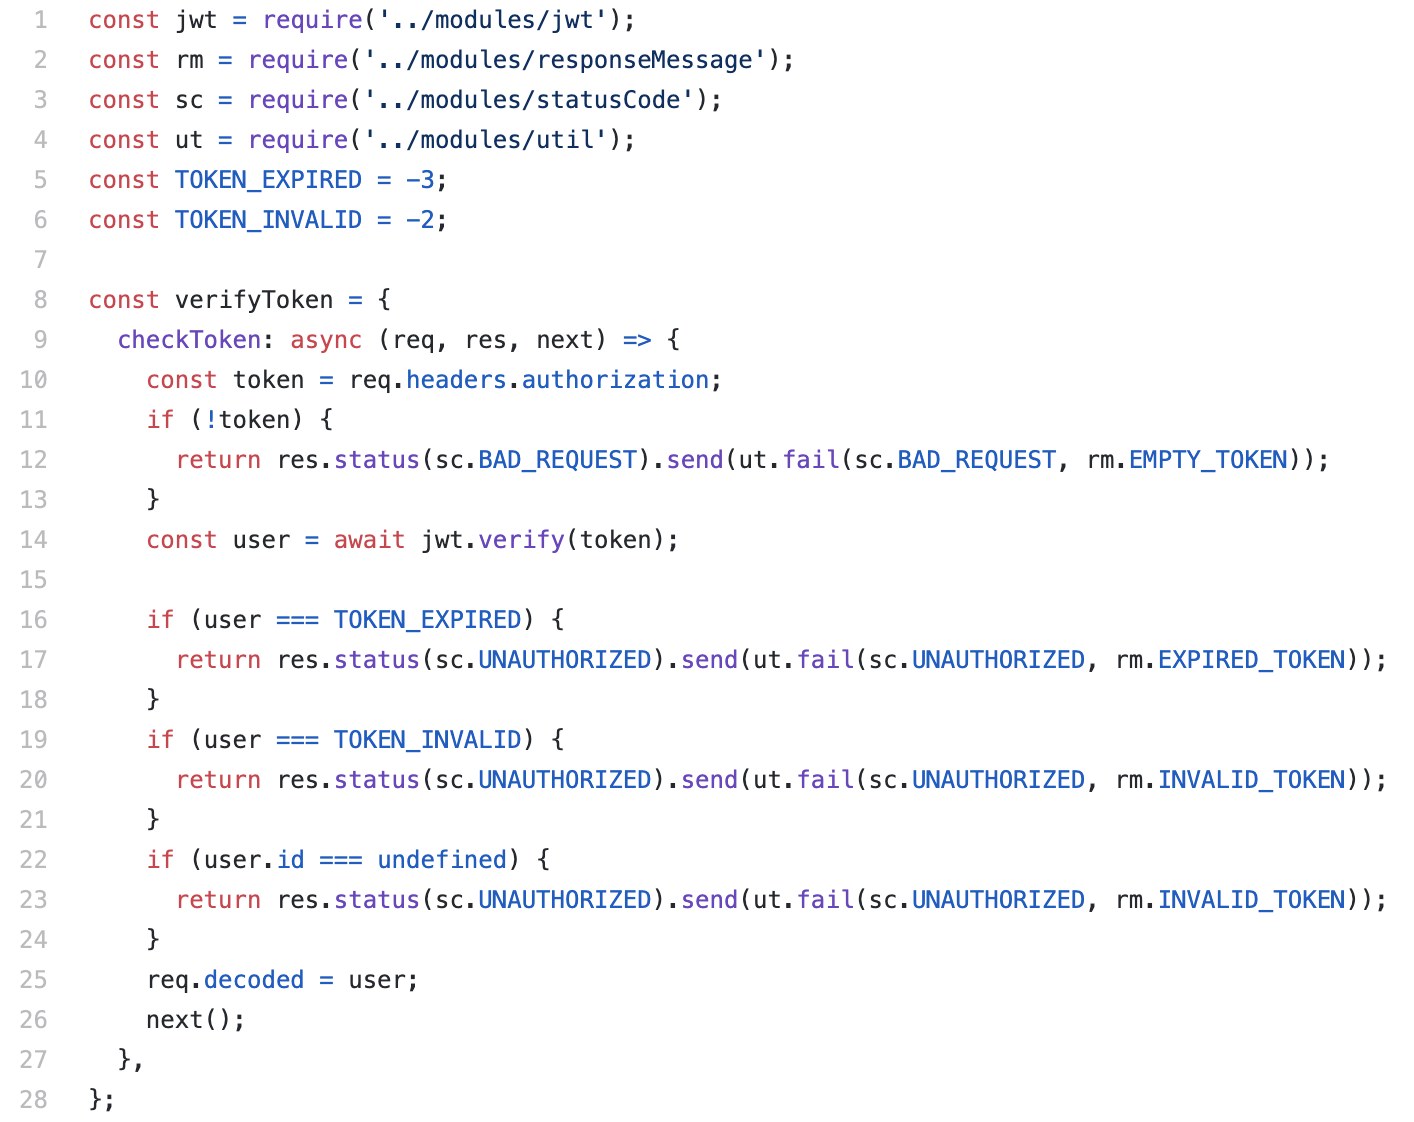 1 const jwt = require('../modules/jwt');
2 const rm = require('../modules/responseMessage');
3 const sc = require('../modules/statusCode');
4 const ut = require('../modules/util');
5 const TOKEN_EXPIRED = -3;
6 const TOKEN_INVALID = -2;
7
8 const verifyToken = {
9   checkToken: async (req, res, next) => {
10     const token = req.headers.authorization;
11     if (!token) {
12       return res.status(sc.BAD_REQUEST).send(ut.fail(sc.BAD_REQUEST, rm.EMPTY_TOKEN));
13     }
14     const user = await jwt.verify(token);
15
16     if (user === TOKEN_EXPIRED) {
17       return res.status(sc.UNAUTHORIZED).send(ut.fail(sc.UNAUTHORIZED, rm.EXPIRED_TOKEN));
18     }
19     if (user === TOKEN_INVALID) {
20       return res.status(sc.UNAUTHORIZED).send(ut.fail(sc.UNAUTHORIZED, rm.INVALID_TOKEN));
21     }
22     if (user.id === undefined) {
23       return res.status(sc.UNAUTHORIZED).send(ut.fail(sc.UNAUTHORIZED, rm.INVALID_TOKEN));
24     }
25     req.decoded = user;
26     next();
27   },
28 };